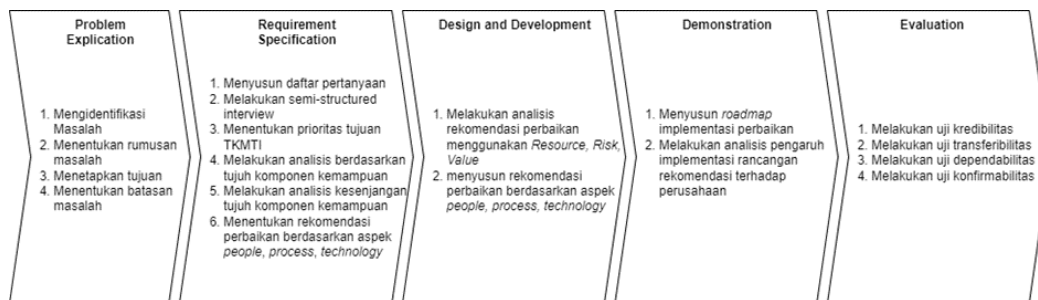 Problem
Explication
1. Mengidentifikasi
Masalah
2. Menentukan rumusan
masalah
3. Menetapkan tujuan
4. Menentukan batasan
masalah
Requirement
Specification
1. Menyusun daftar pertanyaan
2. Melakukan semi-structured
interview
3. Menentukan prioritas tujuan
TKMTI
4. Melakukan analisis berdasarkan
tujuh komponen kemampuan
5. Melakukan analisis kesenjangan
tujuh komponen kemampuan
6. Menentukan rekomendasi
perbaikan berdasarkan aspek
people, process, technology
Design and Development
1. Melakukan analisis
rekomendasi perbaikan
menggunakan Resource, Risk,
Value
2. menyusun rekomendasi
perbaikan berdasarkan aspek
people, process, technology
Demonstration
1. Menyusun roadmap
implementasi perbaikan
2. Melakukan analisis pengaruh
implementasi rancangan
rekomendasi terhadap
perusahaan
Evaluation
1. Melakukan uji kredibilitas
2. Melakukan uji transferibilitas
3. Melakukan uji dependabilitas
4. Melakukan uji konfirmabilitas